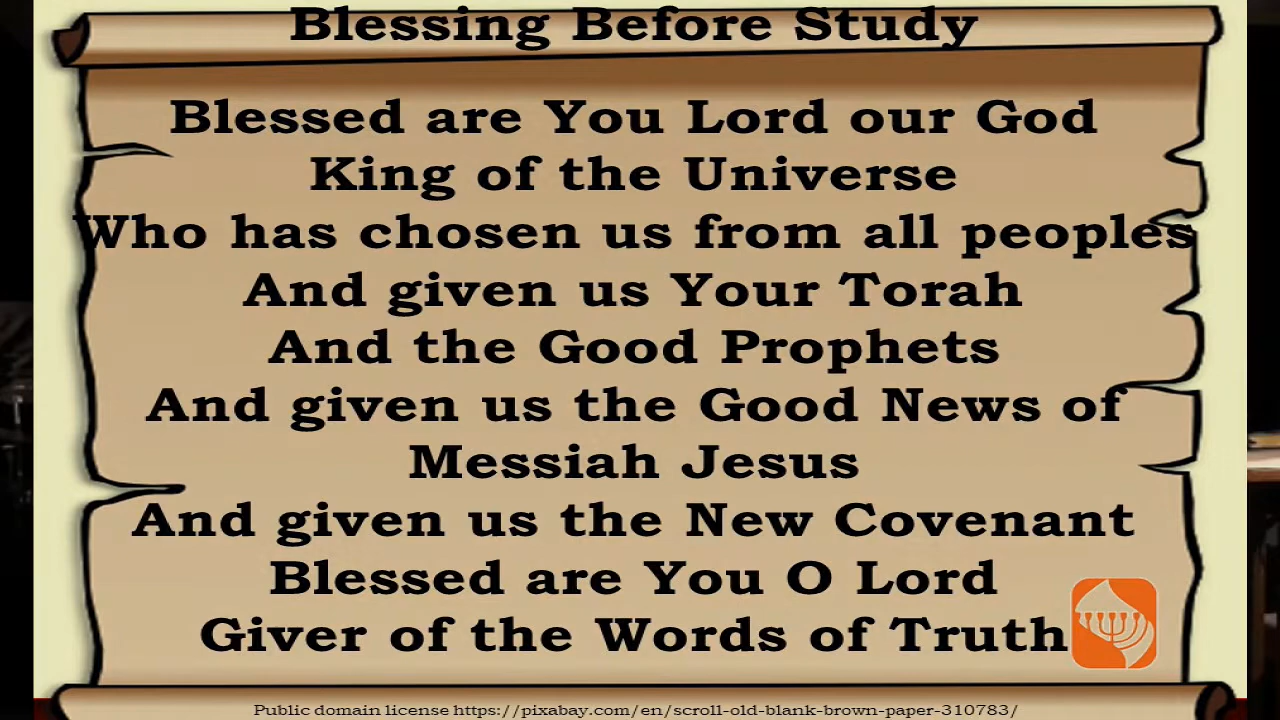 Blessing Before Study
Blessed are You Lord our God
King of the Universe
Who has chosen us from all peoples
And given us Your Torah
And the Good Prophets
And given us the Good News of
Messiah Jesus
And given us the New Covenant
Blessed are You O Lord
Giver of the Words of Truth
Public domain license https://pixabay.com/en/scroll-old-blank-brown-paper-310783/